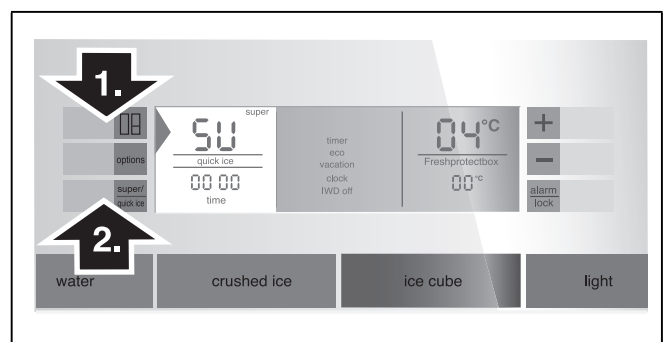 1.
super
SU
04°C
+
options
quick ice
timer
eco
vacation
clock
IWD off
Freshprotectbox
−
super/
quick ice
00 00
time
00°C
alarm
lock
2.
water
crushed ice
ice cube
light